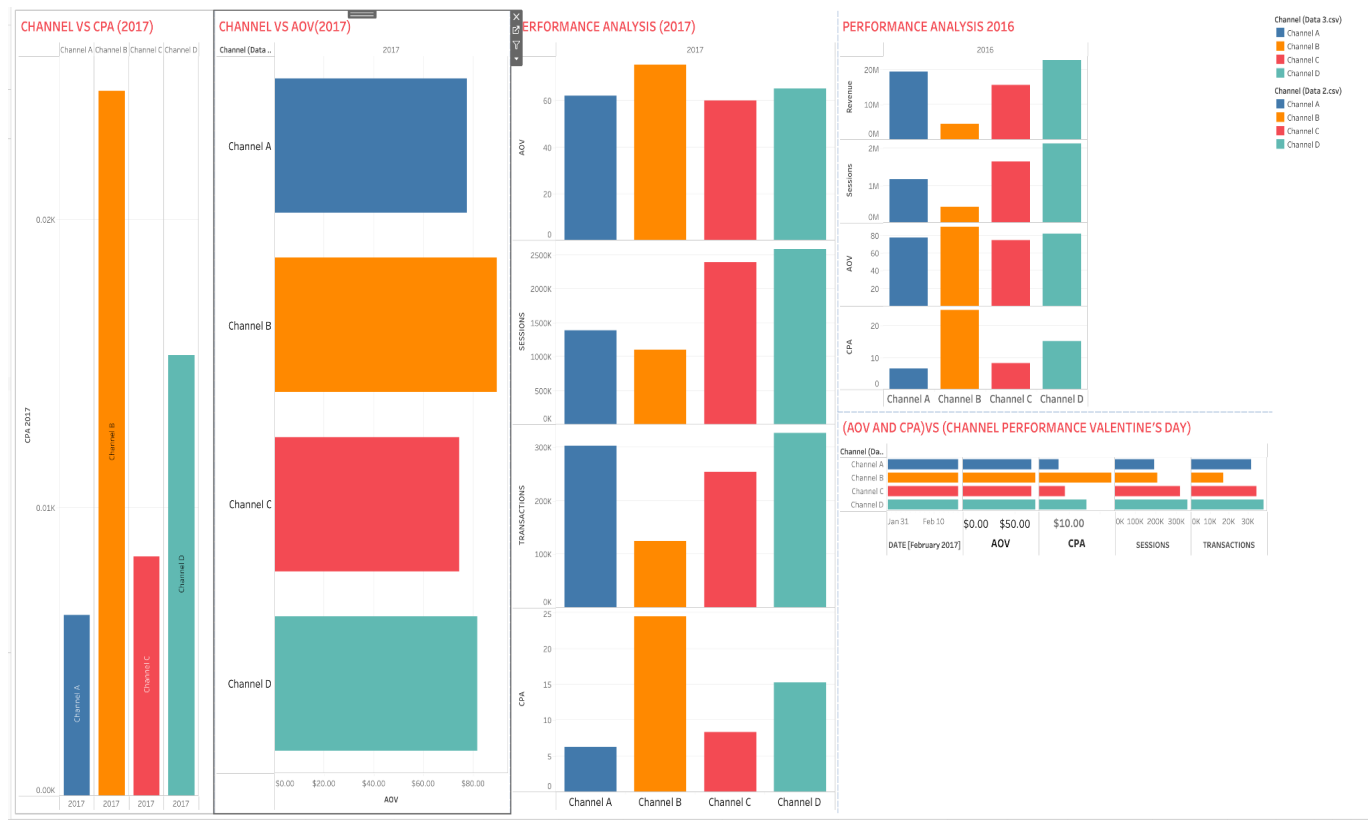 CHANNEL VS CPA (2017)
Channel A Channel B Channel C Channel D
0.02K
0.01K
0.00K
CPA 2017
Channel A
Channel B
Channel C
Channel D
2017 2017 2017 2017
CHANNEL VS AOV(2017)
Channel (Data .. 2017
Channel A
Channel B
Channel C
Channel D
$0.00 $20.00 $40.00 $60.00 $80.00
AOV
ERFORMANCE ANALYSIS (2017)
2017
AOV
60
40
20
0
SESSIONS
2500K
2000K
1500K
1000K
500K
0K
TRANSACTIONS
300K
200K
100K
0K
CPA
25
20
15
10
5
0
Channel A Channel B Channel C Channel D
PERFORMANCE ANALYSIS 2016
2016
Revenue
20M
10M
0M
Sessions
2M
1M
0M
AOV
80
60
40
20
CPA
20
10
0
Channel A Channel B Channel C Channel D
(AOV AND CPA)VS (CHANNEL PERFORMANCE VALENTINE'S DAY)
Channel (Da..
Channel A
Channel B
Channel C
Channel D
Jan 31 Feb 10 $0.00 $50.00 $10.00 0K 100K 200K 300K 0K 10K 20K 30K
DATE [February 2017] AOV CPA SESSIONS TRANSACTIONS
Channel (Data 3.csv)
Channel A
Channel B
Channel C
Channel D
Channel (Data 2.csv)
Channel A
Channel B
Channel C
Channel D